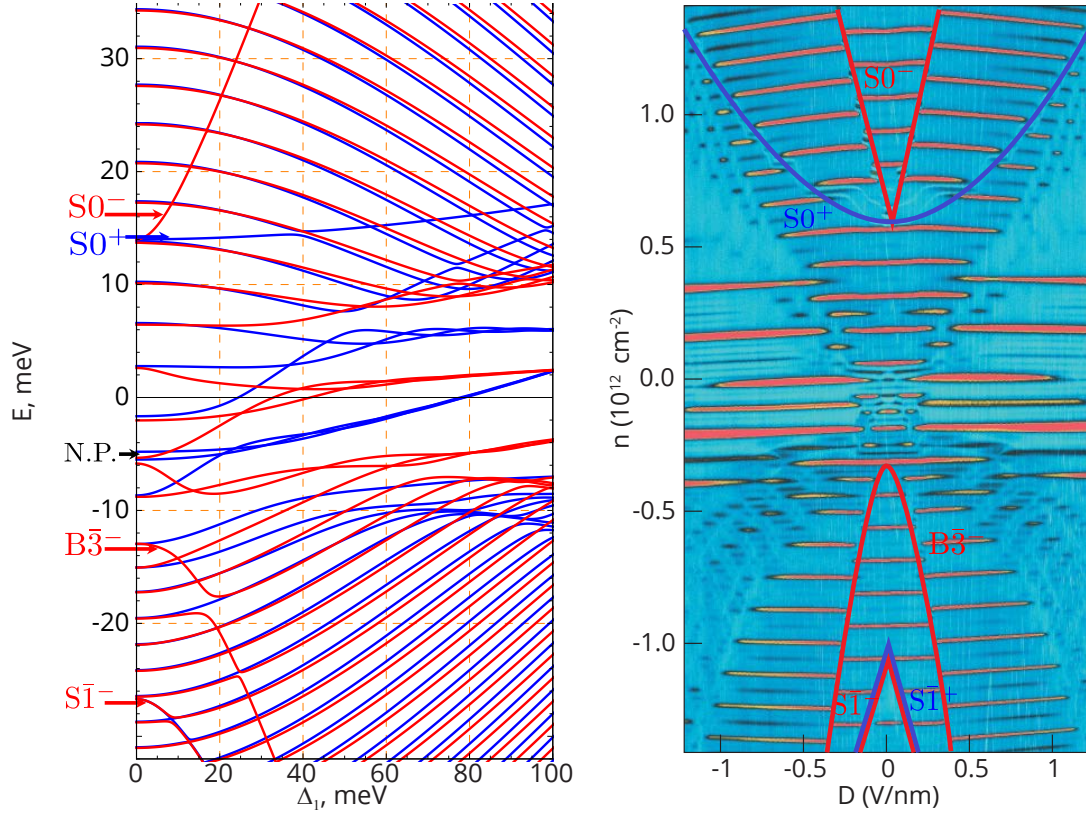 30
20
10
0
-10
-20
E, meV
S0⁻
S0⁺
N.P.
B3̄⁻
S1̄⁻
0
20
40
60
80
100
Δ₁, meV
1.0
0.5
0.0
-0.5
-1.0
n (10¹² cm⁻²)
S0⁻
S0⁺
B3̄⁻
S1̄⁻ S1̄⁺
-1
-0.5
0
0.5
1
D (V/nm)